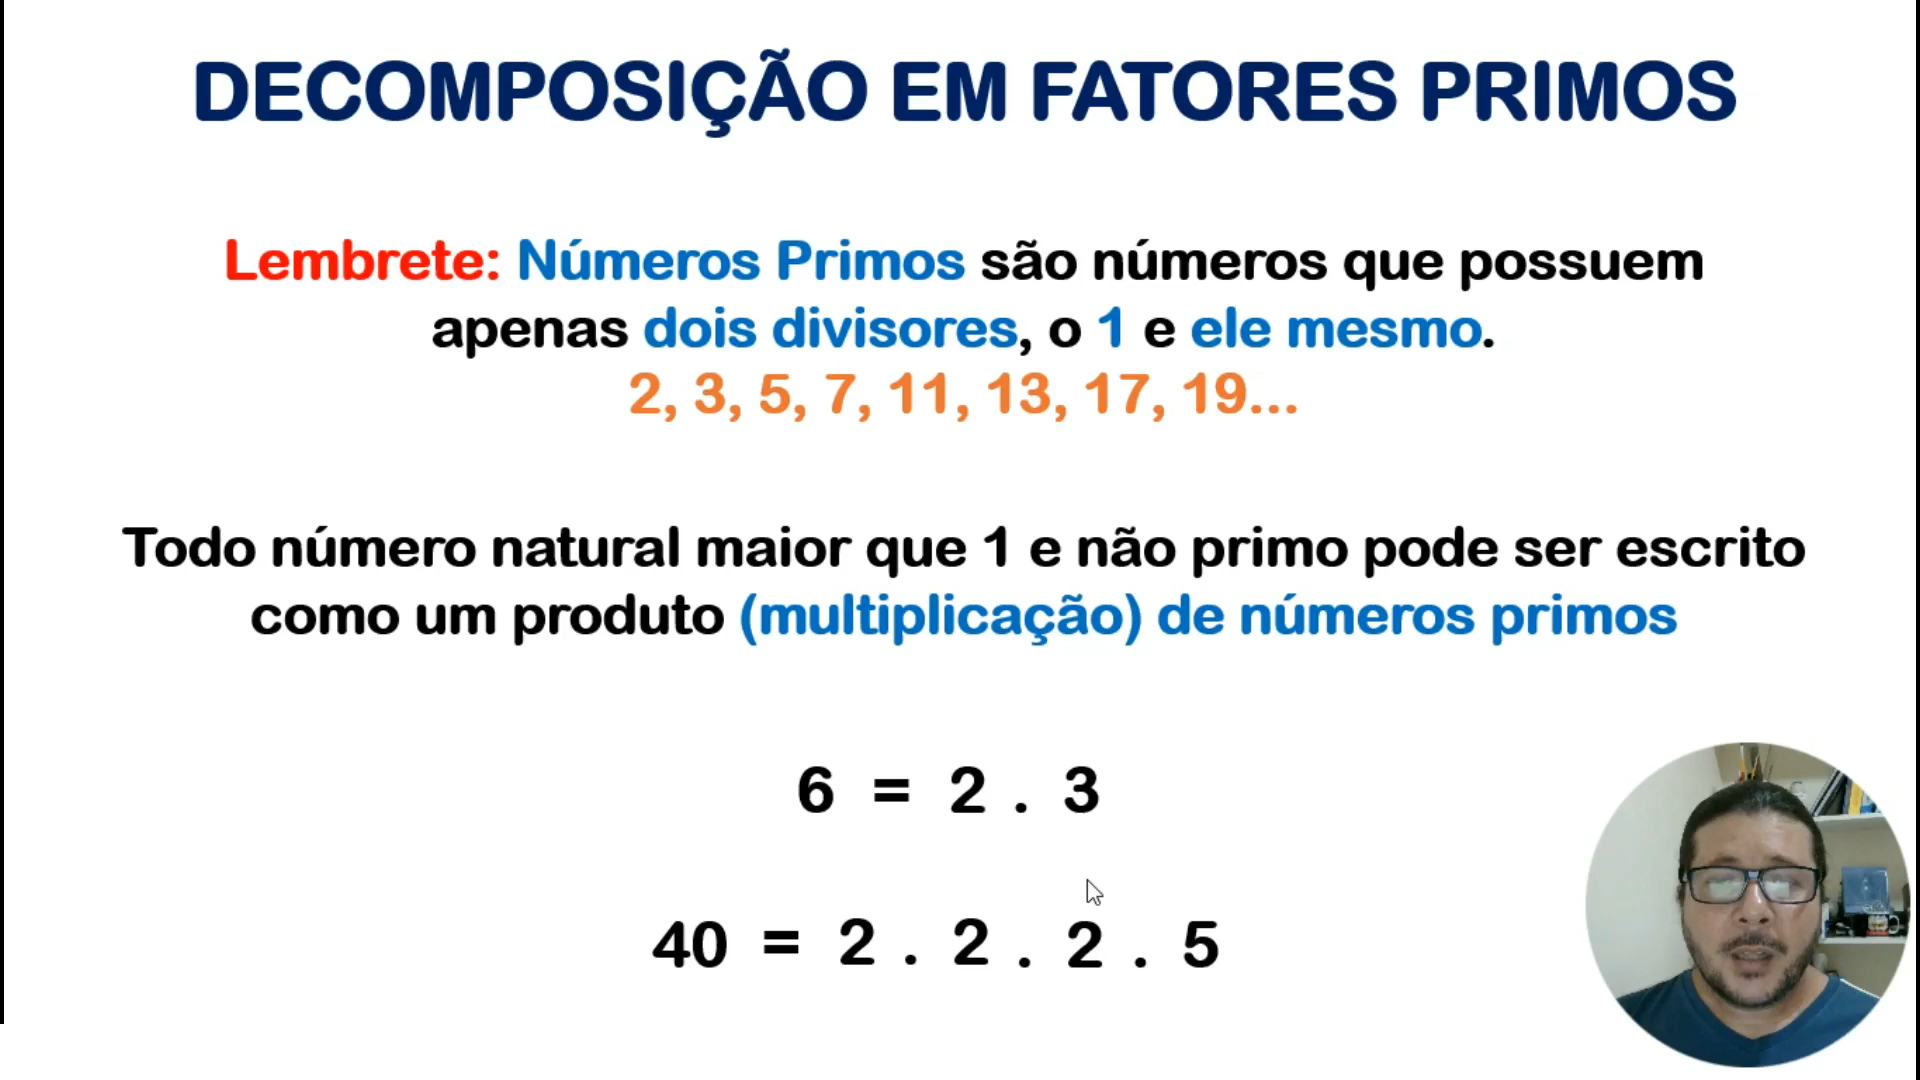 DECOMPOSIÇÃO EM FATORES PRIMOS
Lembrete: Números Primos são números que possuem
apenas dois divisores, o 1 e ele mesmo.
2, 3, 5, 7, 11, 13, 17, 19...
Todo número natural maior que 1 e não primo pode ser escrito
como um produto (multiplicação) de números primos
6 = 2 . 3
40 = 2 . 2 . 2 . 5